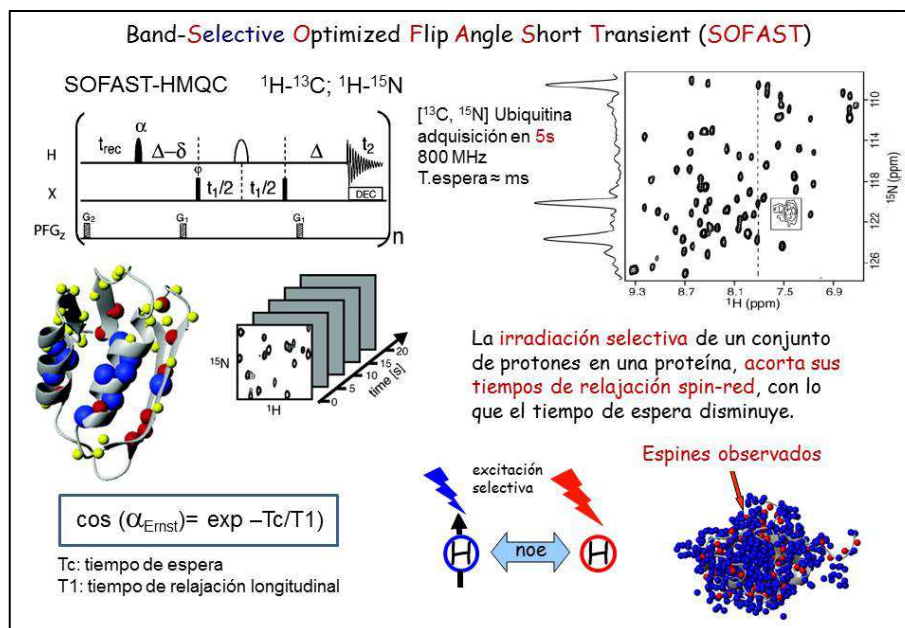 Band-Selective Optimized Flip Angle Short Transient (SOFAST)
SOFAST-HMQC ¹H-¹³C; ¹H-¹⁵N
α
H
t_rec
Δ–δ
Δ
t₂
φ
X
t₁/2
t₁/2
DEC
PFG_z
G₂
G₁
G₁
n
[¹³C, ¹⁵N] Ubiquitina
adquisición en 5s
800 MHz
T.espera ≈ ms
110
114
118
122
126
¹⁵N (ppm)
9.3 8.7 8.1 7.5 6.9
¹H (ppm)
¹⁵N
¹H
0 5 10 15 20
time [s]
La irradiación selectiva de un conjunto
de protones en una proteína, acorta sus
tiempos de relajación spin-red, con lo
que el tiempo de espera disminuye.
cos (α_Ernst)= exp –Tc/T1)
Tc: tiempo de espera
T1: tiempo de relajación longitudinal
excitación
selectiva
H
noe
H
Espines observados